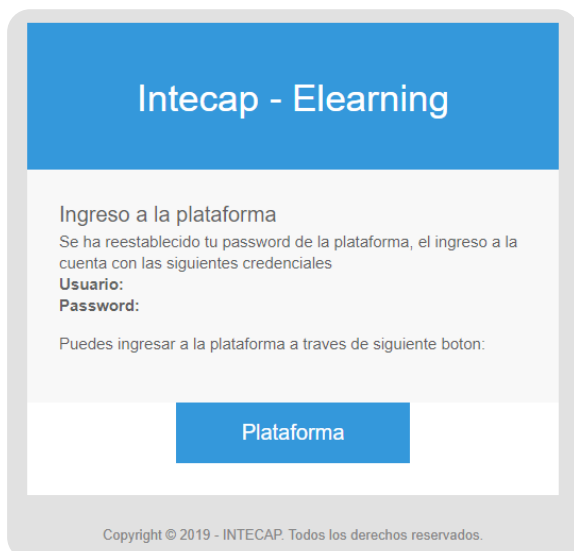 Intecap - Elearning
Ingreso a la plataforma
Se ha reestablecido tu password de la plataforma, el ingreso a la
cuenta con las siguientes credenciales
Usuario:
Password:
Puedes ingresar a la plataforma a traves de siguiente boton:
Plataforma
Copyright © 2019 - INTECAP. Todos los derechos reservados.